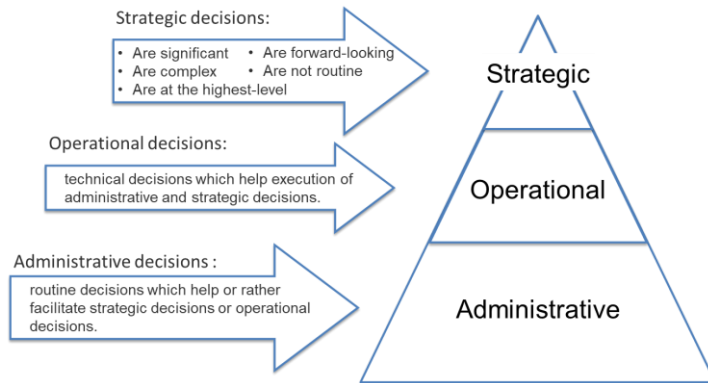 Strategic decisions:
• Are significant • Are forward-looking
• Are complex • Are not routine
• Are at the highest-level
Strategic
Operational decisions:
technical decisions which help execution of
administrative and strategic decisions.
Operational
Administrative decisions :
routine decisions which help or rather
facilitate strategic decisions or operational
decisions.
Administrative